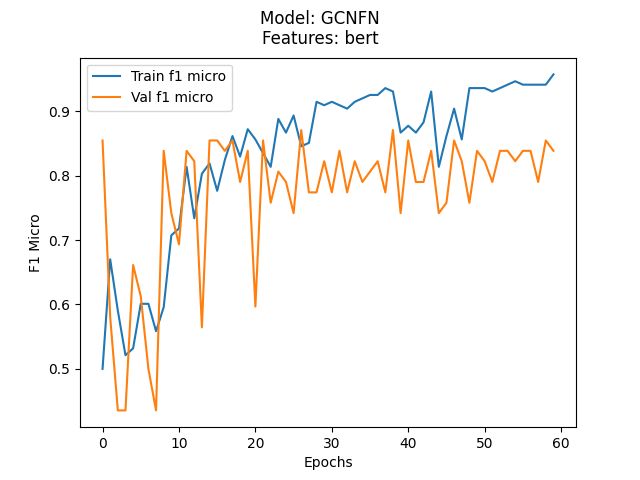 Model: GCNFN
Features: bert
Train f1 micro
Val f1 micro
0.9
0.8
0.7
0.6
0.5
F1 Micro
0 10 20 30 40 50 60
Epochs